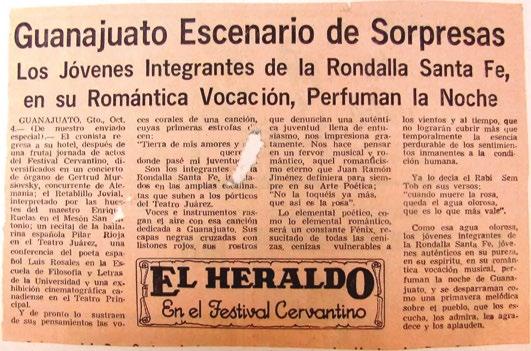 Guanajuato Escenario de Sorpresas
Los Jóvenes Integrantes de la Rondalla Santa Fe,
en su Romántica Vocación, Perfuman la Noche
GUANAJUATO, Gto., Oct.
4.— (De nuestro enviado
especial).— El cronista re-
gresa a su hotel, después de
una frutal jornada de actos
del Festival Cervantino, di-
versificados en un concierto
de órgano de Gertrud Mur-
sovsky, concurrente de Ale-
mania; el Retablillo Jovial,
interpretado por las huestes
del maestro Enrique
Ruelas en el Mesón San
tonio; un recital de la baila-
rina española Pilar Rioja
en el Teatro Juárez, una
conferencia del poeta espa-
ñol Luis Rosales en la Es-
cuela de Filosofía y Letras
de la Universidad y una ex-
hibición cinematográfica ca-
nadiense en el Teatro Prin-
cipal.
Y de pronto lo sustraen
de sus pensamientos las vo-
ces corales de una canción,
cuyas primeras estrofas di-
cen:
"Tierra de mis amores y
quere
donde pasé mi juventud
Son los integrantes
Rondalla Santa Fe,
en las amplias escalina-
tas que suben a los pórticos
del Teatro Juárez.
Voces e instrumentos ras-
gan el aire con esa canción
dedicada a Guanajuato. Sus
capas negras cruzadas con
listones rojos, sus rostros
que denuncian una auténti-
ca juventud llena de entu-
siasmo, nos impresiona gra-
tamente. Nos hace pensar
en un fervor musical y ro-
mántico, aquel romanticis-
mo eterno que Juan Ramón
Jiménez definiera para siem-
pre en su Arte Poética:
"No la toquéis ya más,
que así es la rosa".
Lo elemental poético, co-
mo lo elemental romántico,
será un constante Fénix, re-
sucitado de todas las ceni-
zas, cenizas vulnerables a
los vientos y al tiempo, que
no lograrán cubrir más que
temporalmente la esencia
perdurable de los sentimien-
tos inmanentes a la condi-
ción humana.
Ya lo decía el Rabí Sem
Tob en sus versos:
"cuando muere la rosa,
queda el agua olorosa,
que es lo que más vale".
Como esa agua olorosa,
los jóvenes integrantes de
la Rondalla Santa Fe, jóve-
nes auténticos en su pureza,
en su espíritu, en su román-
tica vocación musical, per-
fuman la noche de Guana-
juato, y se desparraman co-
mo una primavera melódica
sobre el pueblo, que los es-
cucha, los admira, les agra-
dece y los aplauden.
EL HERALDO
En el Festival Cervantino